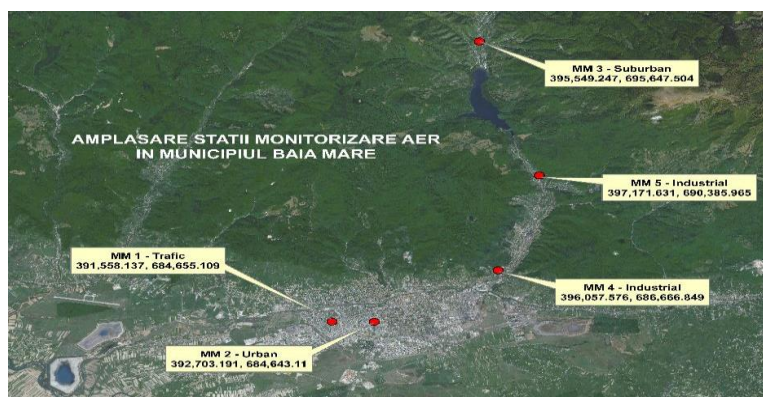 MM 3 - Suburban
395,549.247, 695,647.504
AMPLASARE STATII MONITORIZARE AER
IN MUNICIPIUL BAIA MARE
MM 5 - Industrial
397,171.631, 690,385.965
MM 1 - Trafic
391,558.137, 684,655.109
MM 4 - Industrial
396,057.576, 686,666.849
MM 2 - Urban
392,703.191, 684,643.11